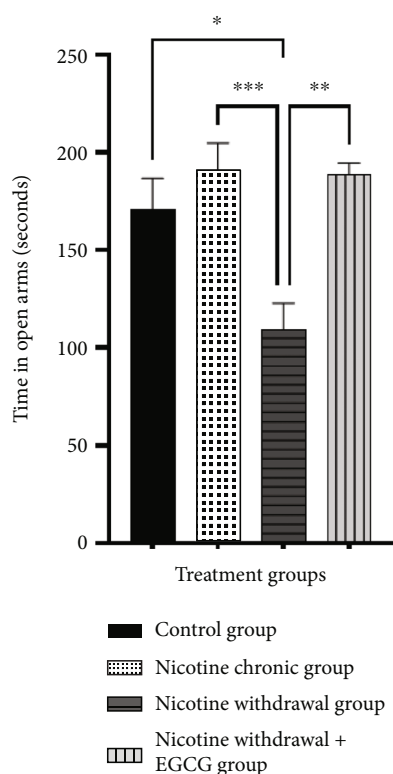 *
250
***
**
200
150
100
50
0
Time in open arms (seconds)
Treatment groups
Control group
Nicotine chronic group
Nicotine withdrawal group
Nicotine withdrawal +
EGCG group